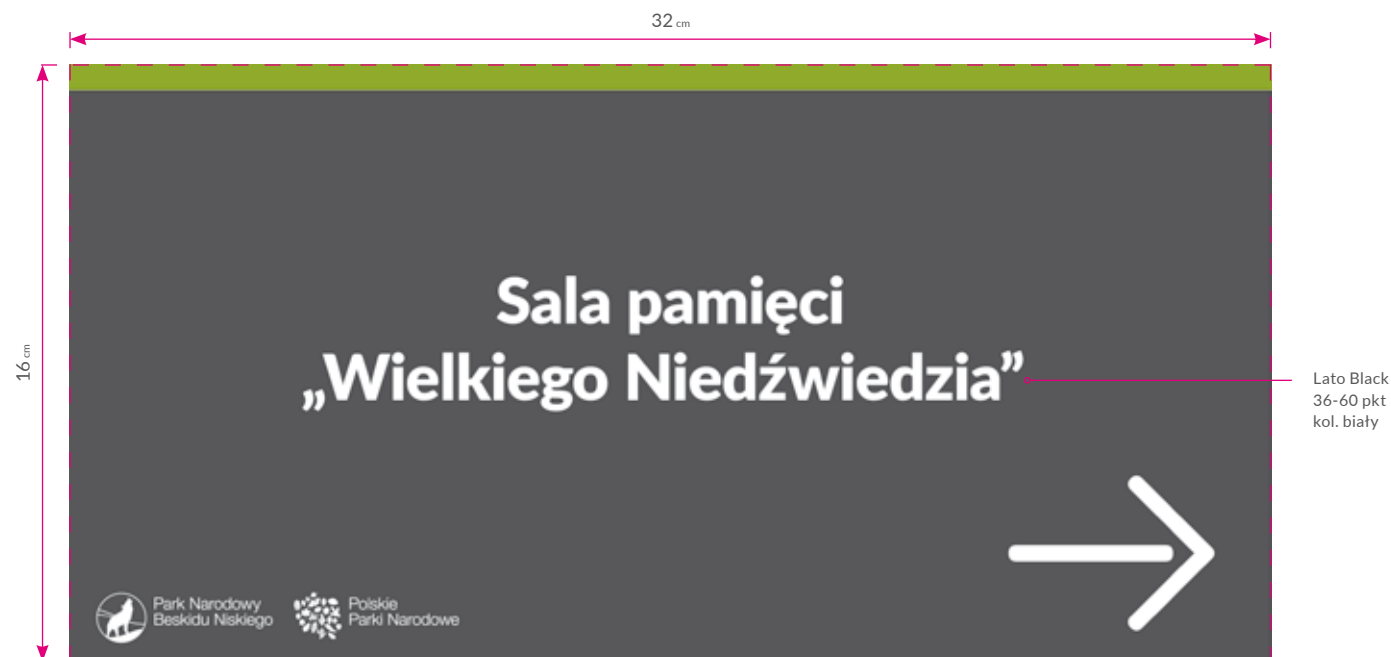 32 cm
16 cm
Sala pamięci
„Wielkiego Niedźwiedzia”
Lato Black
36-60 pkt
kol. biały
Park Narodowy
Beskidu Niskiego
Polskie
Parki Narodowe